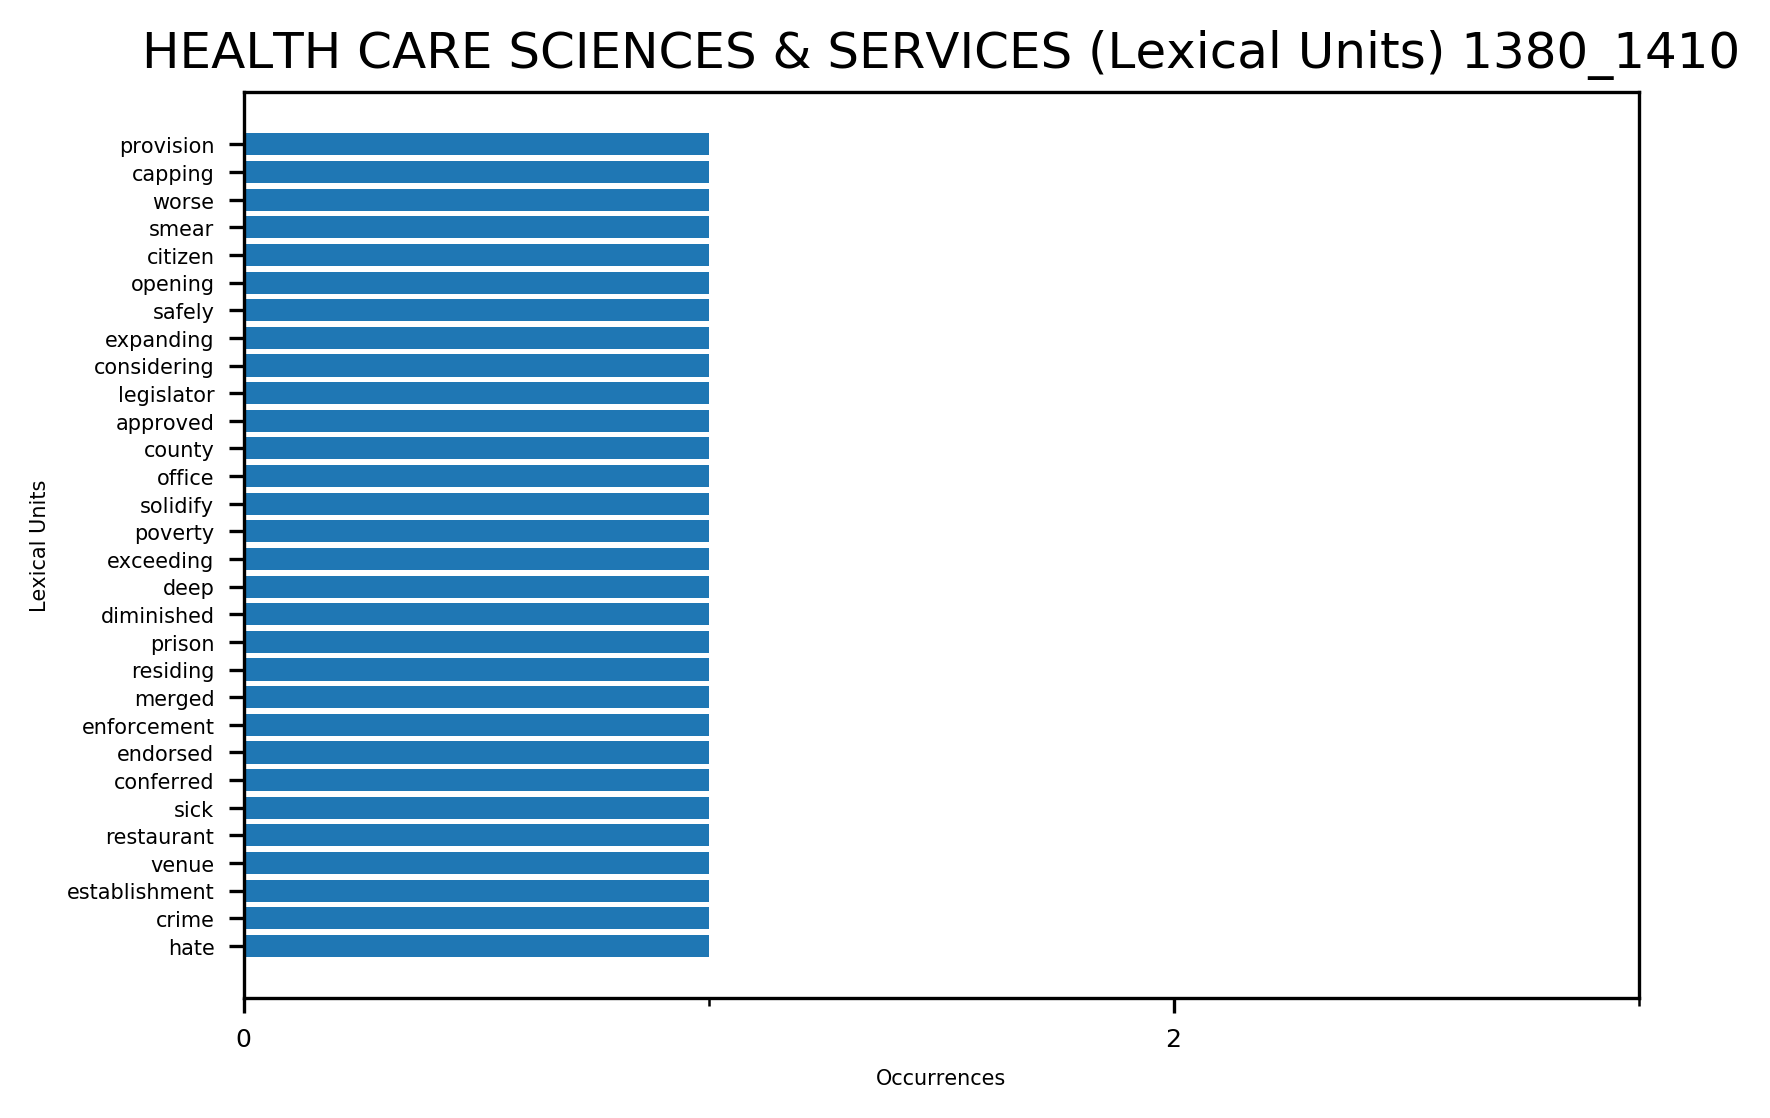 HEALTH CARE SCIENCES & SERVICES (Lexical Units) 1380_1410
provision
capping
worse
smear
citizen
opening
safely
expanding
considering
legislator
approved
county
office
solidify
poverty
exceeding
deep
diminished
prison
residing
merged
enforcement
endorsed
conferred
sick
restaurant
venue
establishment
crime
hate
Lexical Units
0 2
Occurrences